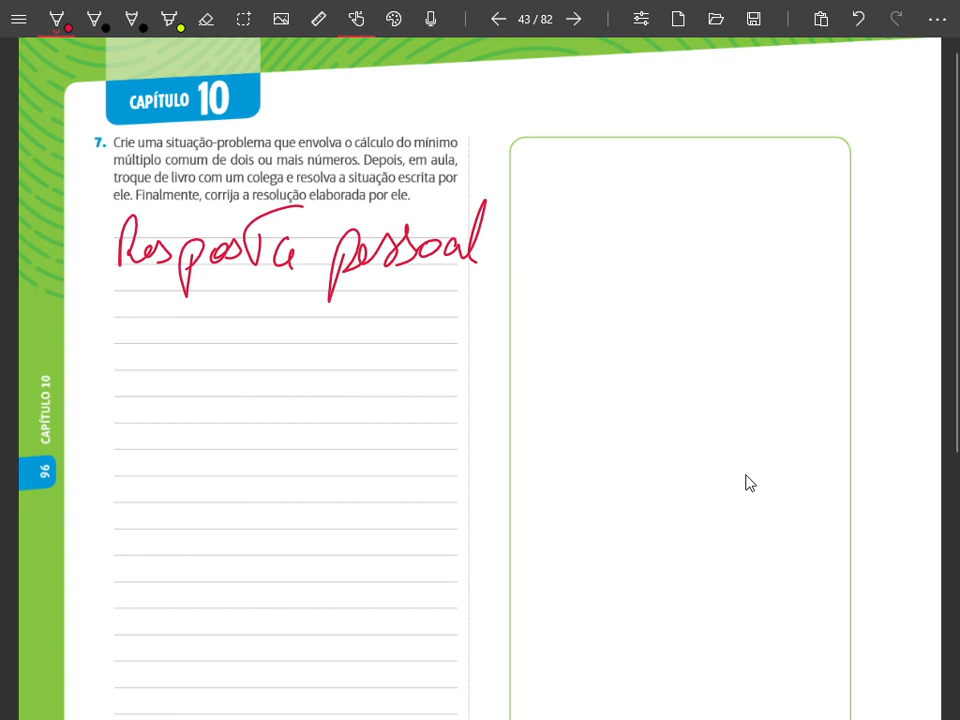 43 / 82
CAPÍTULO 10
7. Crie uma situação-problema que envolva o cálculo do mínimo
múltiplo comum de dois ou mais números. Depois, em aula,
troque de livro com um colega e resolva a situação escrita por
ele. Finalmente, corrija a resolução elaborada por ele.
Resposta pessoal
CAPÍTULO 10
96